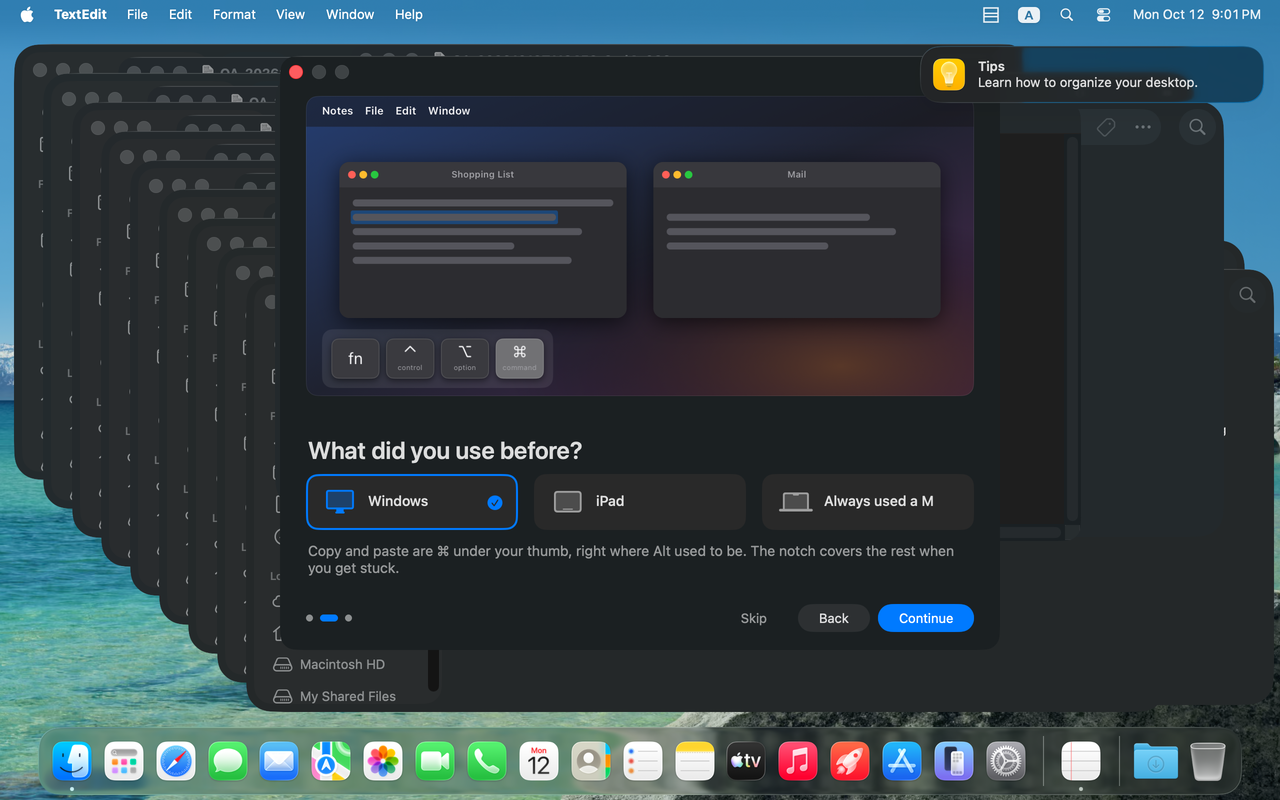 TextEdit File Edit Format View Window Help A Mon Oct 12 9:01 PM
Tips
Learn how to organize your desktop.
Notes File Edit Window
Shopping List
Mail
fn
control
option
command
What did you use before?
Windows
iPad
Always used a M
Copy and paste are ⌘ under your thumb, right where Alt used to be. The notch covers the rest when
you get stuck.
Skip
Back
Continue
Macintosh HD
My Shared Files
Mon
12
tv